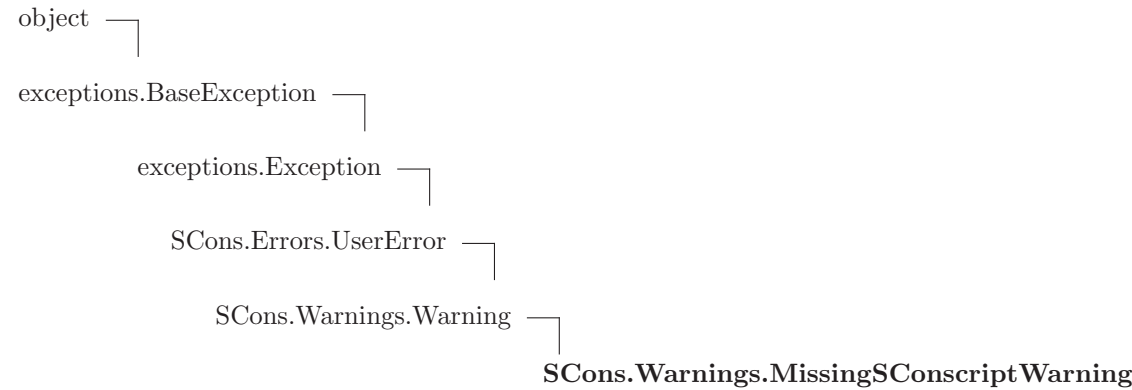 object
exceptions.BaseException
exceptions.Exception
SCons.Errors.UserError
SCons.Warnings.Warning
SCons.Warnings.MissingSConscriptWarning